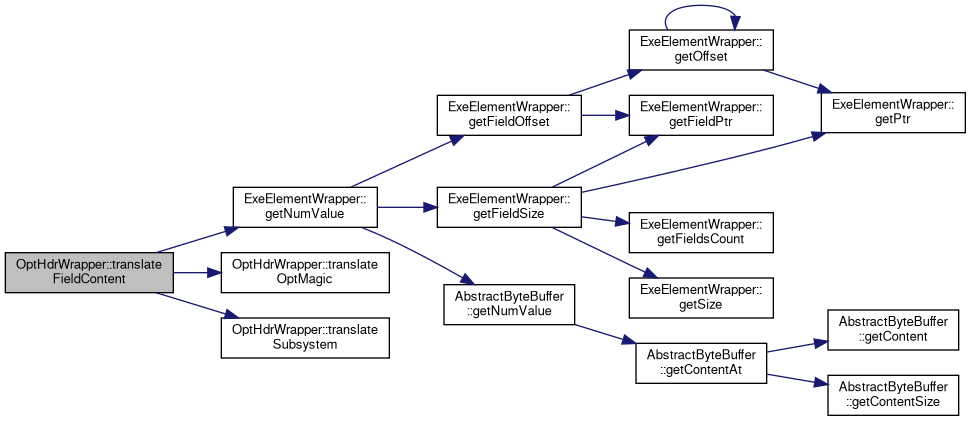 OptHdrWrapper::translate
FieldContent
ExeElementWrapper::
getNumValue
OptHdrWrapper::translate
OptMagic
OptHdrWrapper::translate
Subsystem
ExeElementWrapper::
getFieldOffset
ExeElementWrapper::
getFieldSize
AbstractByteBuffer
::getNumValue
ExeElementWrapper::
getOffset
ExeElementWrapper::
getFieldPtr
ExeElementWrapper::
getFieldsCount
ExeElementWrapper::
getSize
AbstractByteBuffer
::getContentAt
ExeElementWrapper::
getPtr
AbstractByteBuffer
::getContent
AbstractByteBuffer
::getContentSize